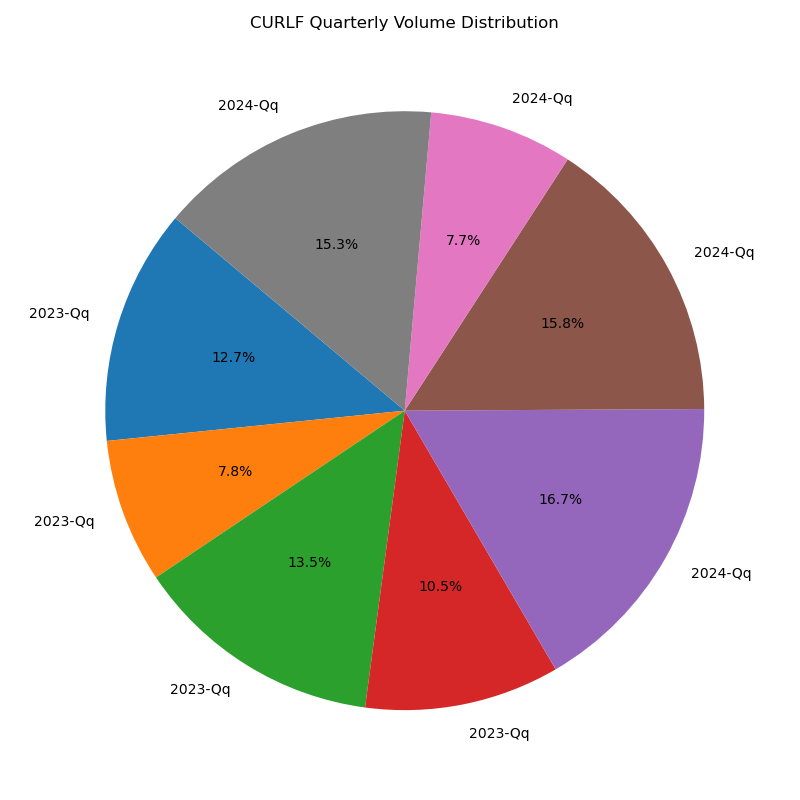 CURLF Quarterly Volume Distribution
2024-Qq
2024-Qq
15.3%
7.7%
2024-Qq
2023-Qq
15.8%
12.7%
7.8%
16.7%
2023-Qq
13.5%
10.5%
2024-Qq
2023-Qq
2023-Qq